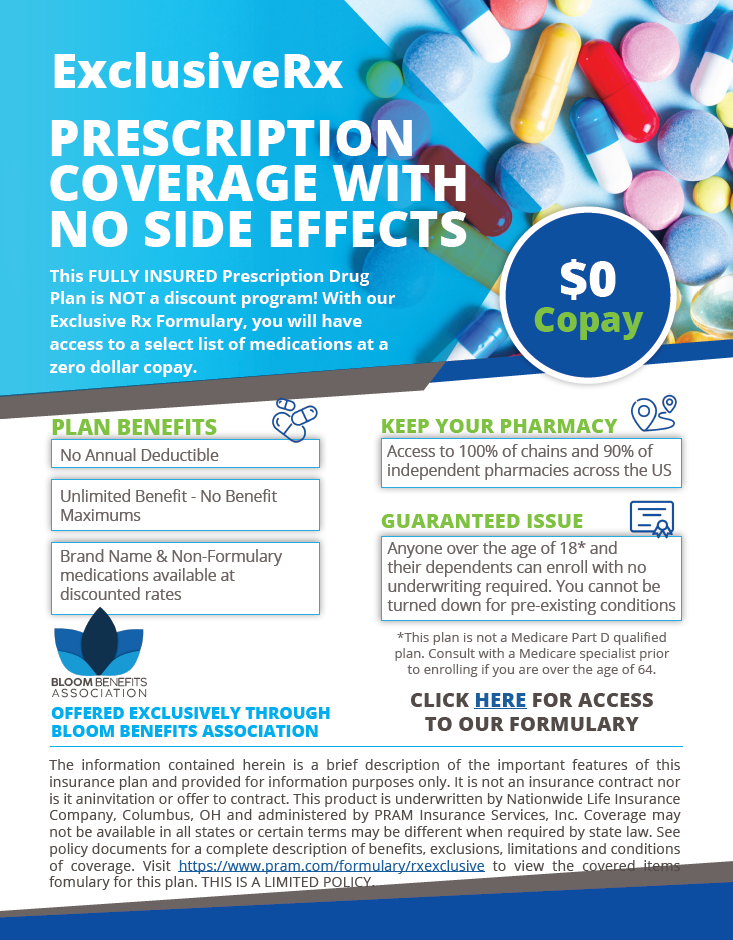 ExclusiveRx
PRESCRIPTION
COVERAGE WITH
NO SIDE EFFECTS
This FULLY INSURED Prescription Drug
Plan is NOT a discount program! With our
Exclusive Rx Formulary, you will have
access to a select list of medications at a
zero dollar copay.
$0
Copay
PLAN BENEFITS
No Annual Deductible
Unlimited Benefit - No Benefit
Maximums
Brand Name & Non-Formulary
medications available at
discounted rates
BLOOM BENEFITS
ASSOCIATION
OFFERED EXCLUSIVELY THROUGH
BLOOM BENEFITS ASSOCIATION
KEEP YOUR PHARMACY
Access to 100% of chains and 90% of
independent pharmacies across the US
GUARANTEED ISSUE
Anyone over the age of 18* and
their dependents can enroll with no
underwriting required. You cannot be
turned down for pre-existing conditions
*This plan is not a Medicare Part D qualified
plan. Consult with a Medicare specialist prior
to enrolling if you are over the age of 64.
CLICK HERE FOR ACCESS
TO OUR FORMULARY
The information contained herein is a brief description of the important features of this
insurance plan and provided for information purposes only. It is not an insurance contract nor
is it aninvitation or offer to contract. This product is underwritten by Nationwide Life Insurance
Company, Columbus, OH and administered by PRAM Insurance Services, Inc. Coverage may
not be available in all states or certain terms may be different when required by state law. See
policy documents for a complete description of benefits, exclusions, limitations and conditions
of coverage. Visit https://www.pram.com/formulary/rxexclusive to view the covered items
fomulary for this plan. THIS IS A LIMITED POLICY.